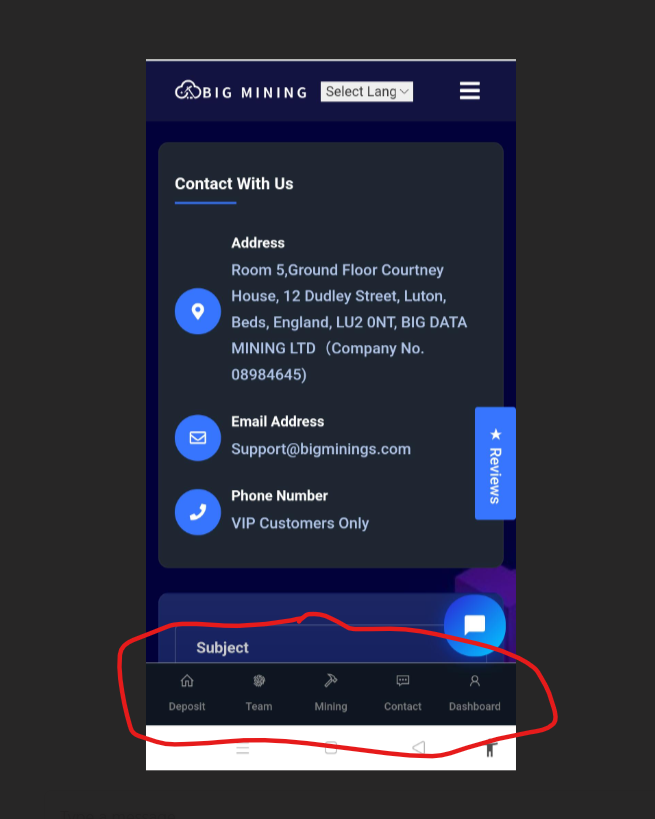 BIG MINING Select Lang
Contact With Us
Address
Room 5,Ground Floor Courtney
House, 12 Dudley Street, Luton,
Beds, England, LU2 0NT, BIG DATA
MINING LTD（Company No.
08984645)
Email Address
Support@bigminings.com
★ Reviews
Phone Number
VIP Customers Only
Subject
Deposit Team Mining Contact Dashboard